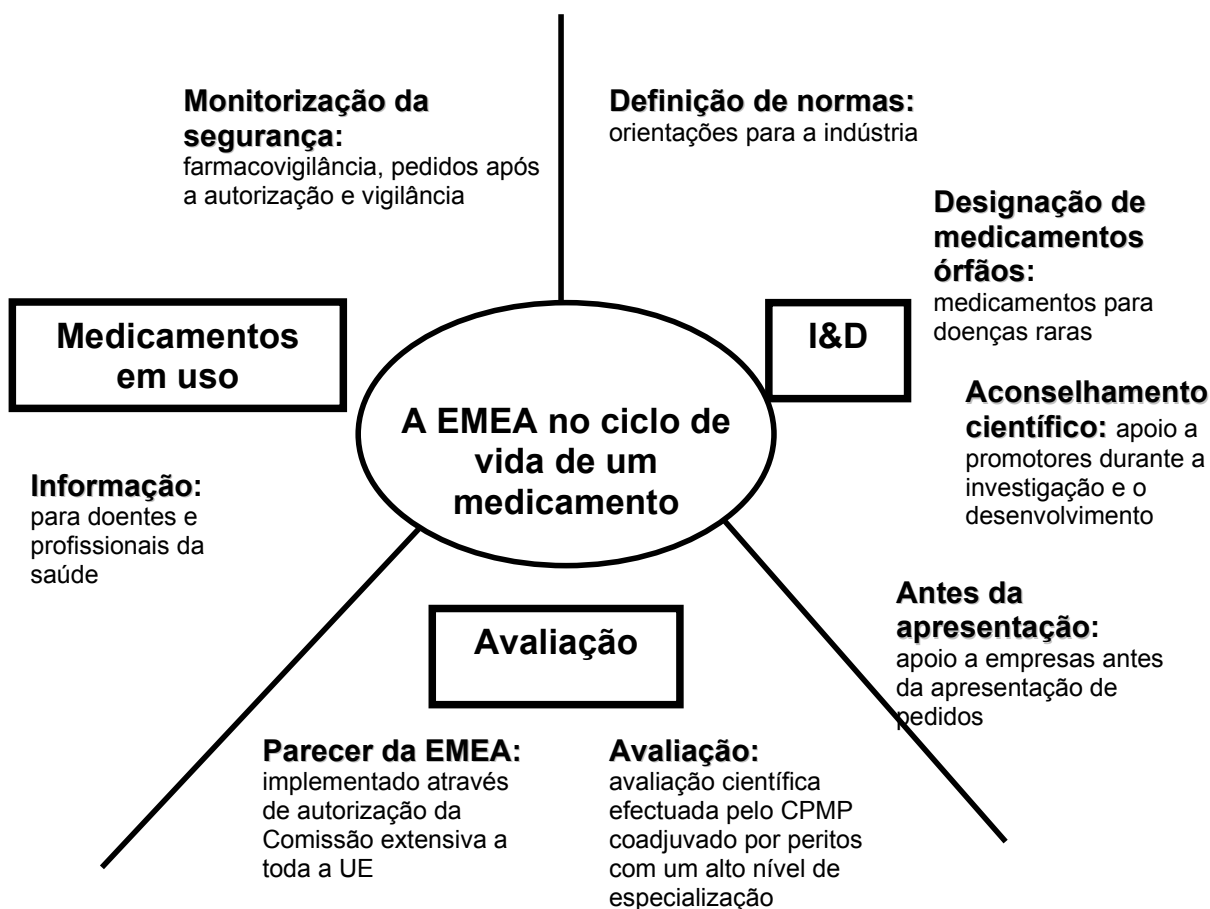 Monitorização da
segurança:
farmacovigilância, pedidos após
a autorização e vigilância
Definição de normas:
orientações para a indústria
Designação de
medicamentos
órfãos:
medicamentos para
doenças raras
Medicamentos
em uso
I&D
A EMEA no ciclo de
vida de um
medicamento
Aconselhamento
científico: apoio a
promotores durante a
investigação e o
desenvolvimento
Informação:
para doentes e
profissionais da
saúde
Antes da
apresentação:
apoio a empresas antes
da apresentação de
pedidos
Avaliação
Parecer da EMEA:
implementado através
de autorização da
Comissão extensiva a
toda a UE
Avaliação:
avaliação científica
efectuada pelo CPMP
coadjuvado por peritos
com um alto nível de
especialização